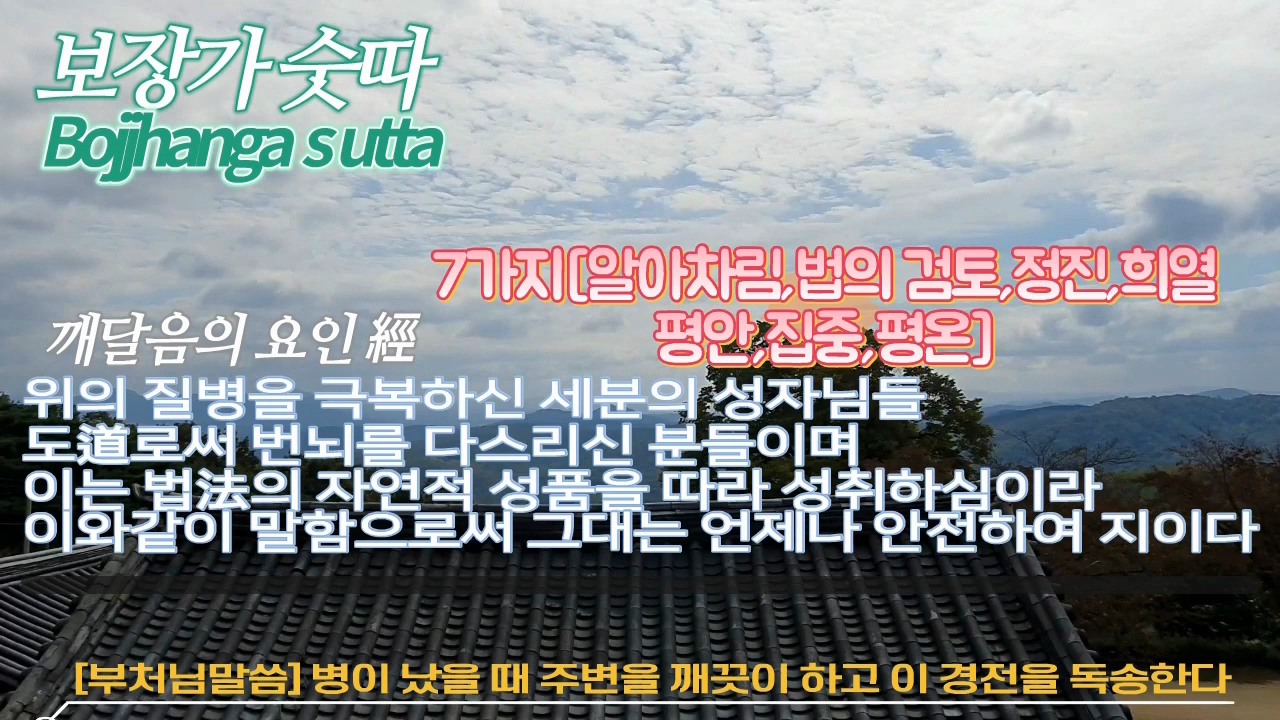 보장가 숫따
Bojjhanga sutta
7가지[알아차림,법의 검토,정진,희열
평안,집중,평온]
깨달음의 요인 經
위의 질병을 극복하신 세분의 성자님들
도道로써 번뇌를 다스리신 분들이며
이는 법法의 자연적 성품을 따라 성취하심이라
이와같이 말함으로써 그대는 언제나 안전하여 지이다
[부처님말씀] 병이 났을 때 주변을 깨끗이 하고 이 경전을 독송한다